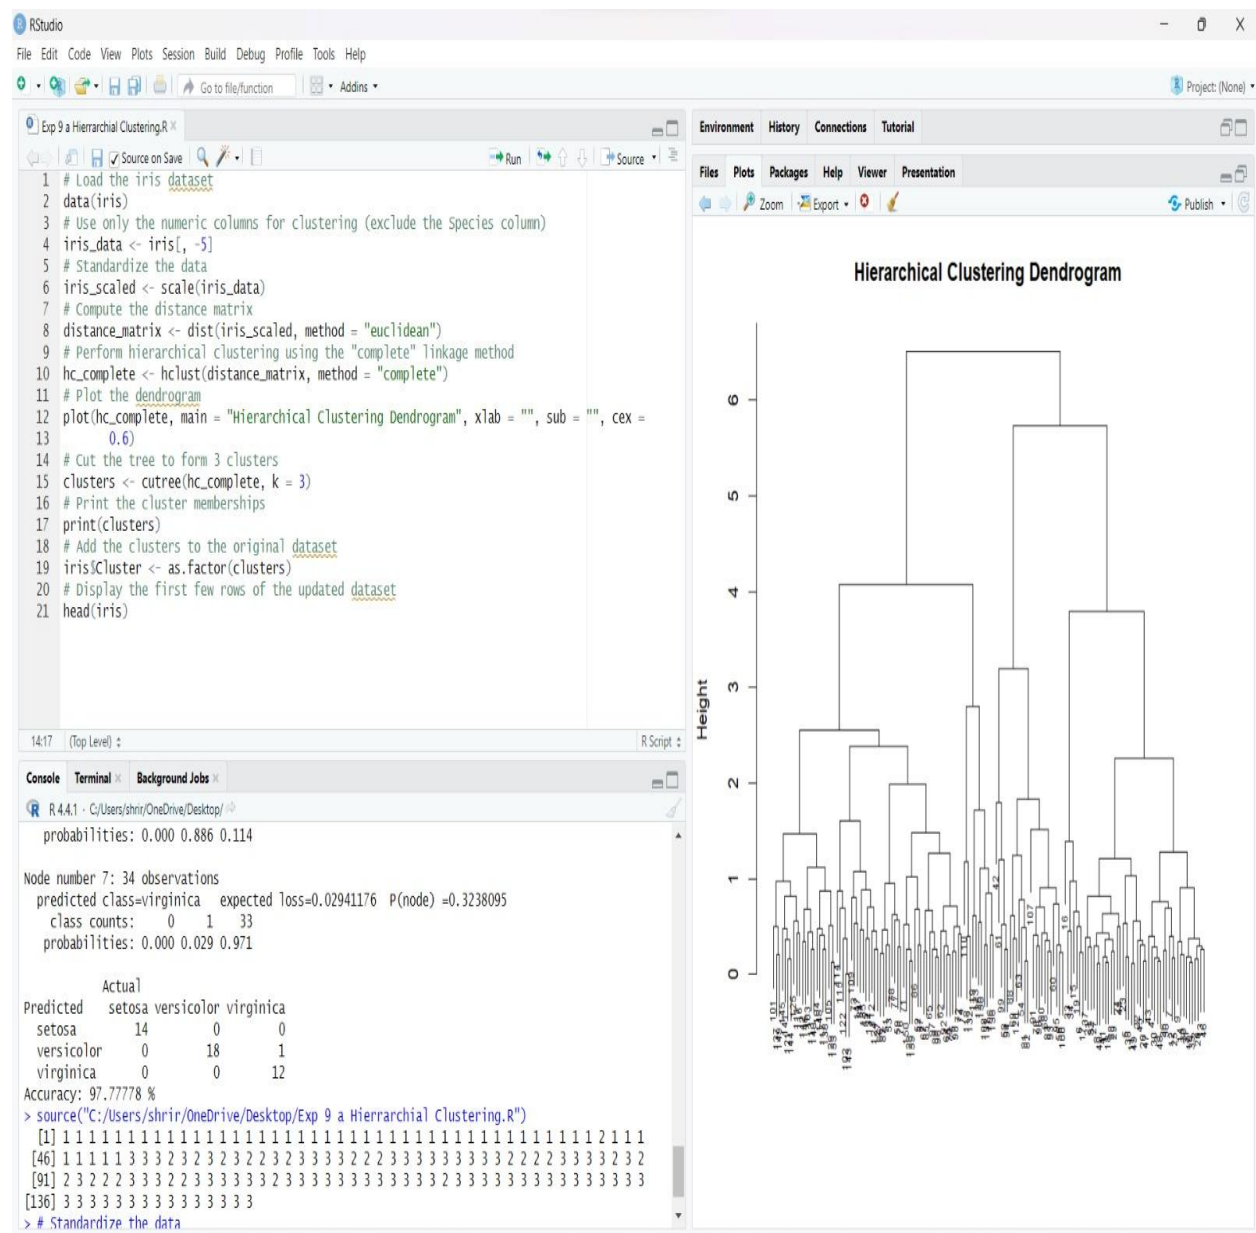 RStudio
File Edit Code View Plots Session Build Debug Profile Tools Help
Go to file/function Addins Project: (None)
Exp 9 a Hierrarchial Clustering.R
Source on Save Run Source
1 # Load the iris dataset
2 data(iris)
3 # Use only the numeric columns for clustering (exclude the Species column)
4 iris_data <- iris[, -5]
5 # Standardize the data
6 iris_scaled <- scale(iris_data)
7 # Compute the distance matrix
8 distance_matrix <- dist(iris_scaled, method = "euclidean")
9 # Perform hierarchical clustering using the "complete" linkage method
10 hc_complete <- hclust(distance_matrix, method = "complete")
11 # Plot the dendrogram
12 plot(hc_complete, main = "Hierarchical Clustering Dendrogram", xlab = "", sub = "", cex =
13 0.6)
14 # Cut the tree to form 3 clusters
15 clusters <- cutree(hc_complete, k = 3)
16 # Print the cluster memberships
17 print(clusters)
18 # Add the clusters to the original dataset
19 iris$Cluster <- as.factor(clusters)
20 # Display the first few rows of the updated dataset
21 head(iris)
14:17 (Top Level) R Script
Console Terminal Background Jobs
R 4.4.1 · C:/Users/shrir/OneDrive/Desktop/
probabilities: 0.000 0.886 0.114
Node number 7: 34 observations
predicted class=virginica expected loss=0.02941176 P(node) =0.3238095
class counts: 0 1 33
probabilities: 0.000 0.029 0.971
Actual
Predicted setosa versicolor virginica
setosa 14 0 0
versicolor 0 18 1
virginica 0 0 12
Accuracy: 97.77778 %
> source("C:/Users/shrir/OneDrive/Desktop/Exp 9 a Hierrarchial Clustering.R")
[1] 1 1 1 1 1 1 1 1 1 1 1 1 1 1 1 1 1 1 1 1 1 1 1 1 1 1 1 1 1 1 1 1 1 1 1 1 1 1 1 1 1 2 1 1 1
[46] 1 1 1 1 1 3 3 3 2 3 2 3 2 3 2 2 3 2 3 3 3 3 2 2 2 3 3 3 3 3 3 3 3 3 2 2 2 2 3 3 3 3 2 3 2
[91] 2 3 2 2 2 3 3 3 2 2 3 3 3 3 3 3 2 3 3 3 3 3 3 3 3 3 3 3 3 2 3 3 3 3 3 3 3 3 3 3 3 3 3 3 3
[136] 3 3 3 3 3 3 3 3 3 3 3 3 3 3 3
> # Standardize the data
Environment History Connections Tutorial
Files Plots Packages Help Viewer Presentation
Zoom Export Publish
Hierarchical Clustering Dendrogram
Height
6
5
4
3
2
1
0
42
107
16
110
61